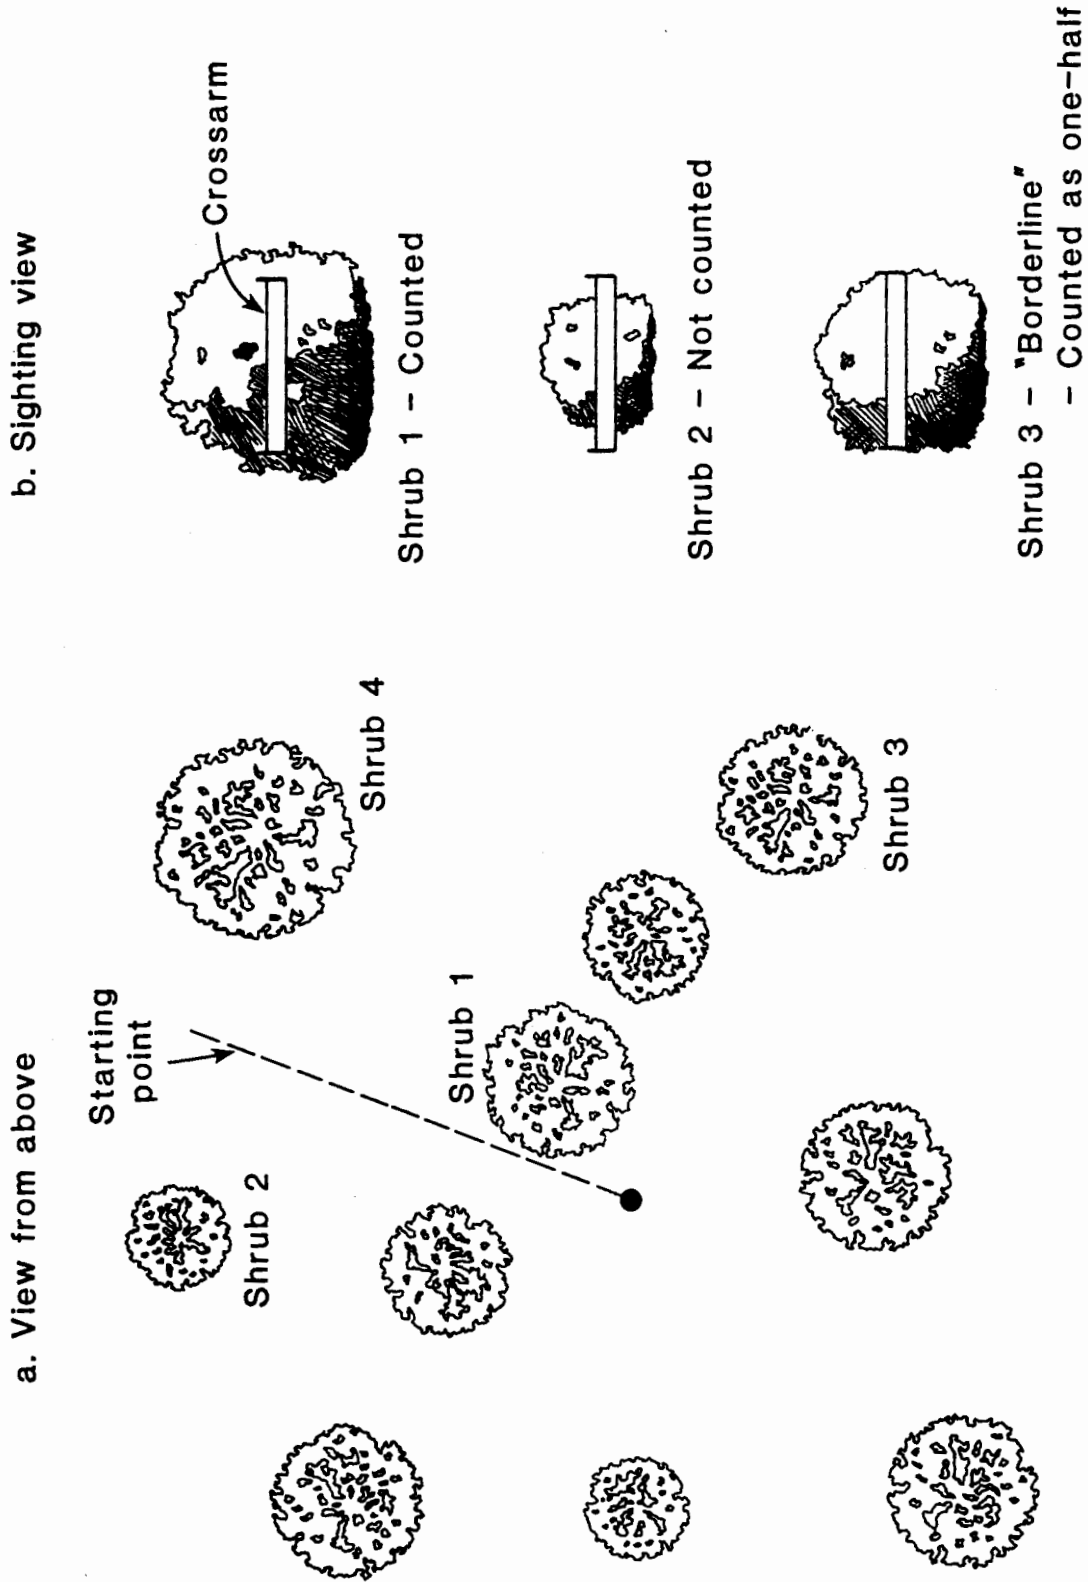 a. View from above
Starting
point
Shrub 2
Shrub 1
Shrub 4
Shrub 3
b. Sighting view
Crossarm
Shrub 1 - Counted
Shrub 2 - Not counted
Shrub 3 - "Borderline"
- Counted as one-half